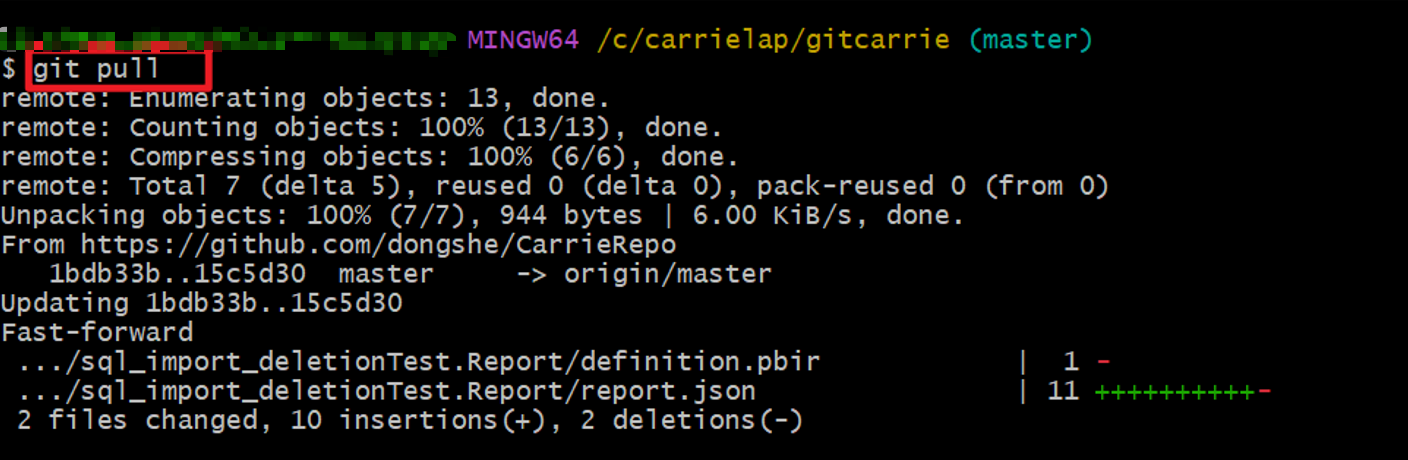 MINGW64 /c/carrielap/gitcarrie (master)
$ git pull
remote: Enumerating objects: 13, done.
remote: Counting objects: 100% (13/13), done.
remote: Compressing objects: 100% (6/6), done.
remote: Total 7 (delta 5), reused 0 (delta 0), pack-reused 0 (from 0)
Unpacking objects: 100% (7/7), 944 bytes | 6.00 KiB/s, done.
From https://github.com/dongshe/CarrieRepo
   1bdb33b..15c5d30  master     -> origin/master
Updating 1bdb33b..15c5d30
Fast-forward
 .../sql_import_deletionTest.Report/definition.pbir            |  1 -
 .../sql_import_deletionTest.Report/report.json                | 11 ++++++++++-
 2 files changed, 10 insertions(+), 2 deletions(-)